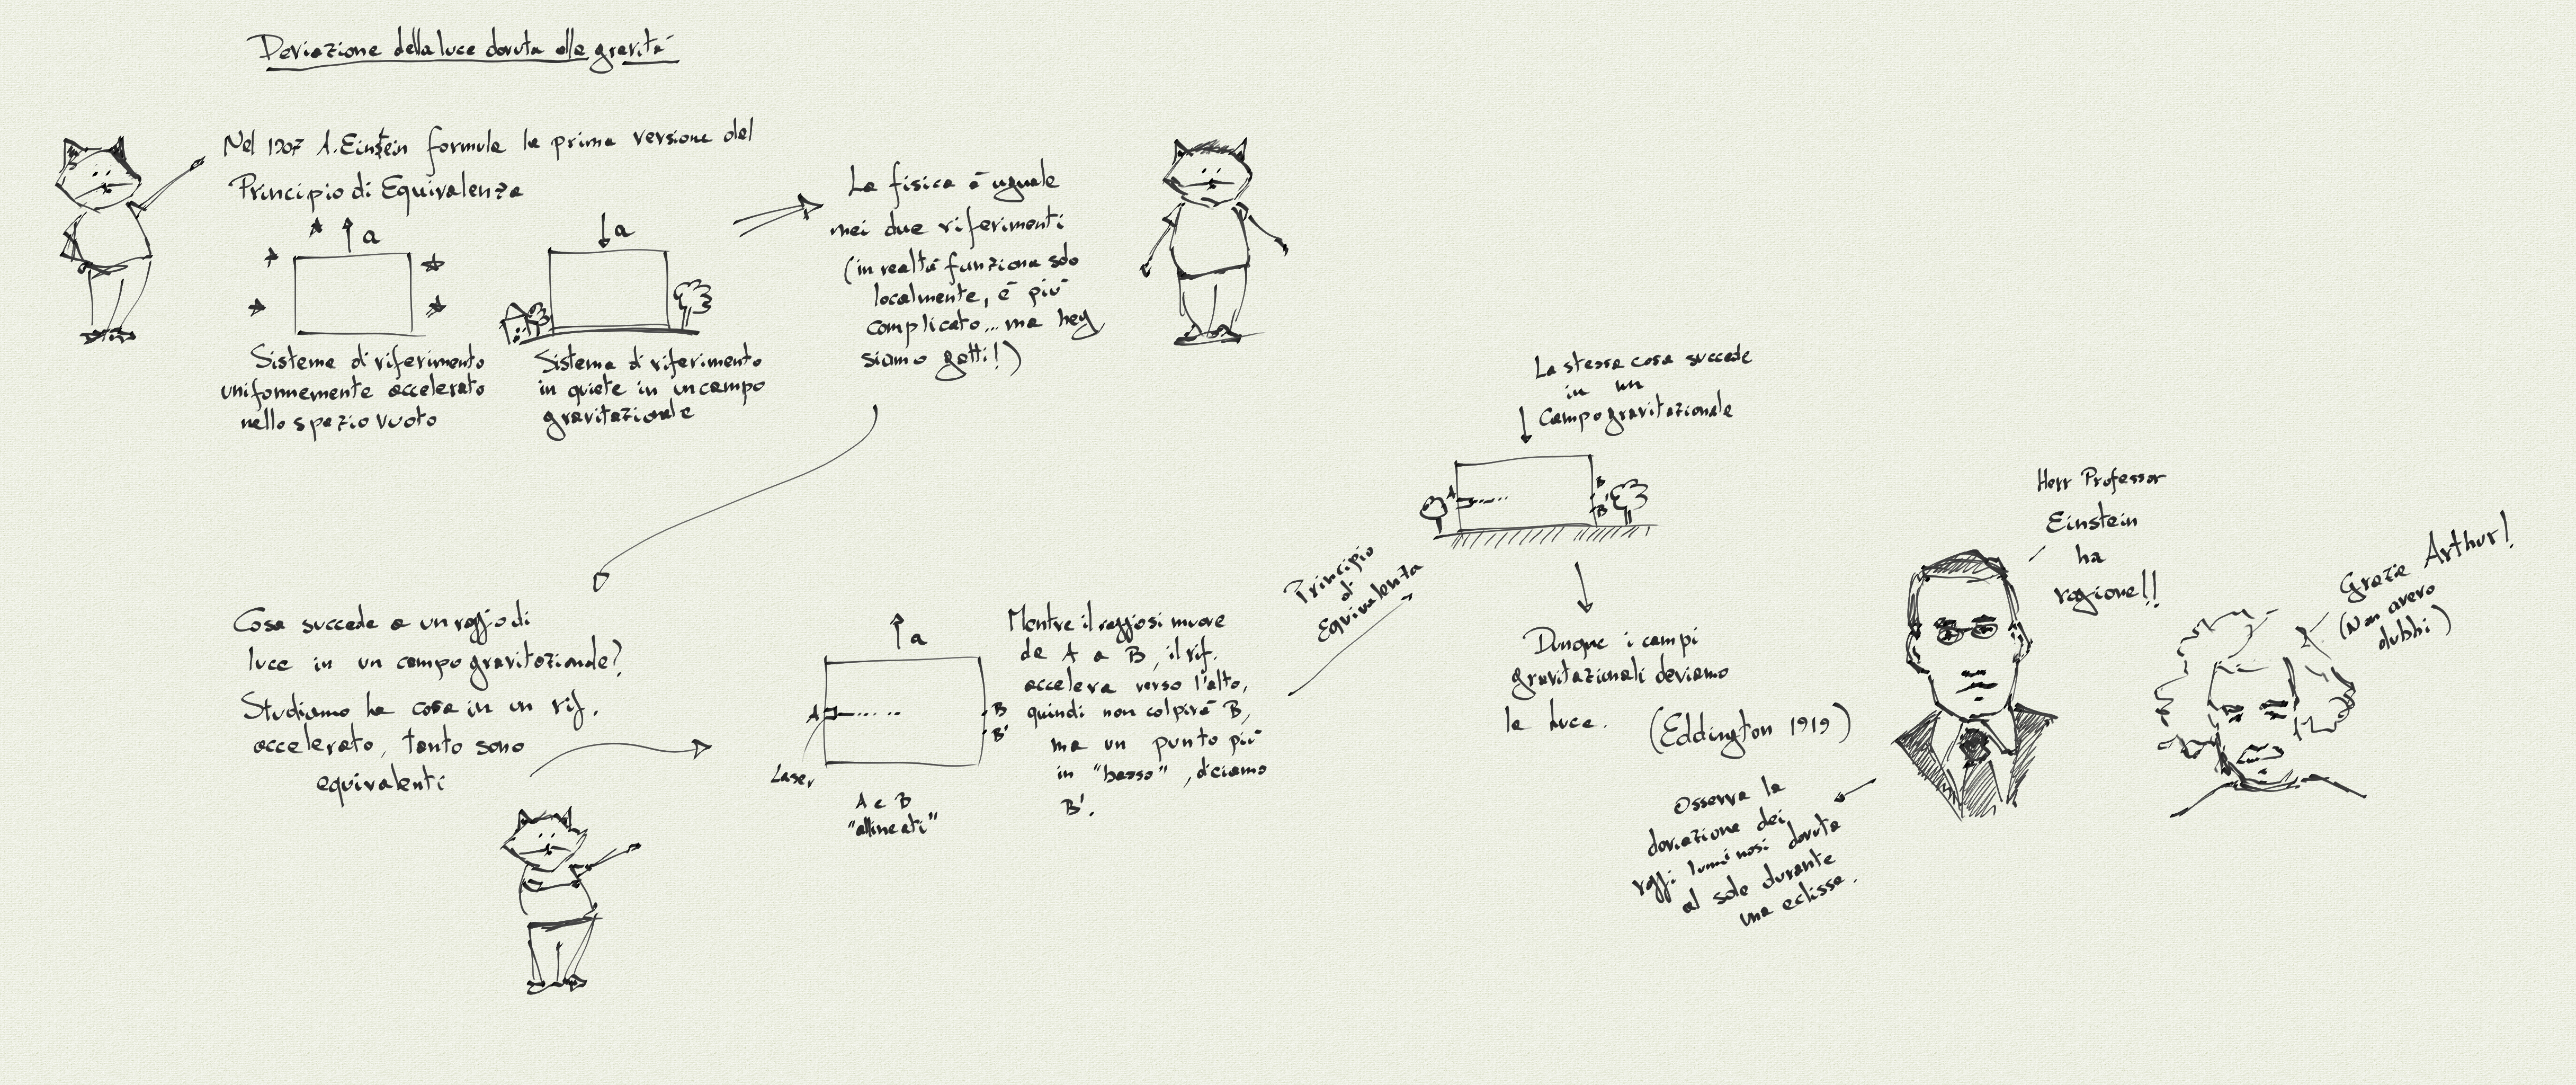 Deviazione della luce dovuta alla gravità
Nel 1907 A. Einstein formula la prima versione del
Principio di Equivalenza
a
Sistema di riferimento
uniformemente accelerato
nello spazio vuoto
a
Sistema di riferimento
in quiete in un campo
gravitazionale
La fisica è uguale
nei due riferimenti
(in realtà funziona solo
localmente, è più
complicato... ma hey,
siamo gatti!)
Cosa succede a un raggio di
luce in un campo gravitazionale?
Studiamo la cosa in un rif.
accelerato, tanto sono
equivalenti
a
A
B
B'
Laser
A e B
"allineati"
Mentre il raggio si muove
da A a B, il rif.
accelera verso l'alto,
quindi non colpirà B,
ma un punto più
in "basso", diciamo
B'.
Principio
di
Equivalenza
La stessa cosa succede
in un
Campo gravitazionale
A
B
B'
Dunque i campi
gravitazionali deviano
la luce.
(Eddington 1919)
Osserva la
deviazione dei
raggi luminosi dovuta
al sole durante
una eclisse.
Herr Professor
Einstein
ha
ragione!!
Grazie Arthur!
(Non avevo
dubbi)